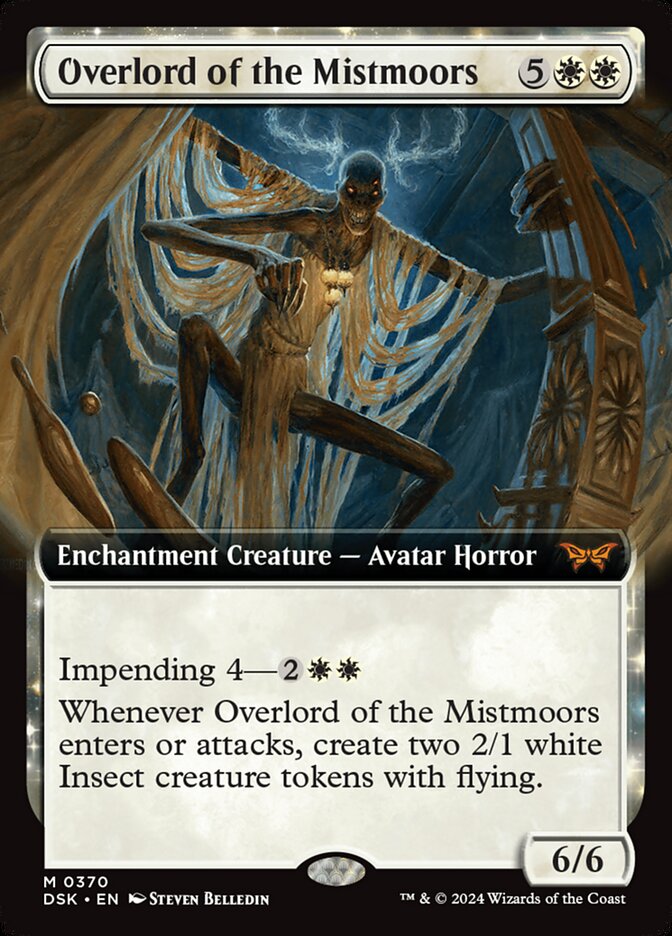 Overlord of the Mistmoors 5
Enchantment Creature — Avatar Horror
Impending 4—2
Whenever Overlord of the Mistmoors
enters or attacks, create two 2/1 white
Insect creature tokens with flying.
6/6
M 0370
DSK • EN Steven Belledin
™ & © 2024 Wizards of the Coast